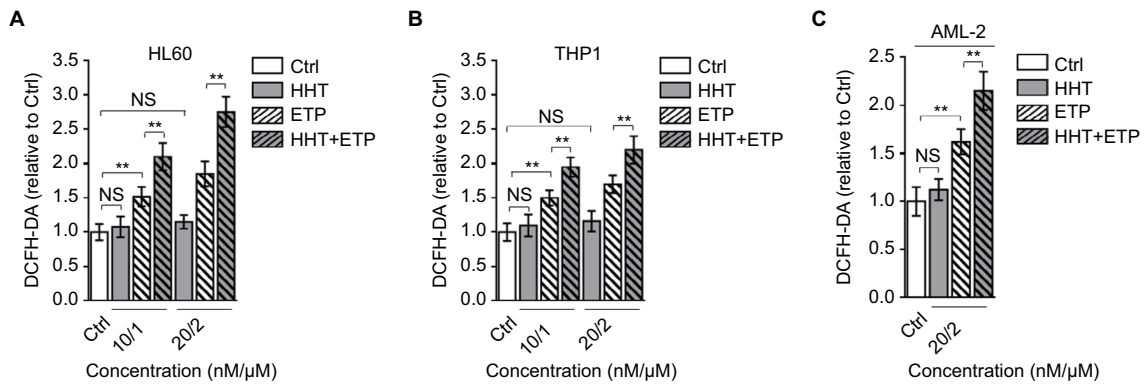 A
HL60
DCFH-DA (relative to Ctrl)
3.5
3.0
2.5
2.0
1.5
1.0
0.5
0.0
NS
**
**
NS
**
Ctrl
HHT
ETP
HHT+ETP
Ctrl
10/1
20/2
Concentration (nM/μM)
B
THP1
DCFH-DA (relative to Ctrl)
3.5
3.0
2.5
2.0
1.5
1.0
0.5
0.0
NS
**
**
NS
**
Ctrl
HHT
ETP
HHT+ETP
Ctrl
10/1
20/2
Concentration (nM/μM)
C
AML-2
DCFH-DA (relative to Ctrl)
2.5
2.0
1.5
1.0
0.5
0.0
**
**
NS
Ctrl
HHT
ETP
HHT+ETP
Ctrl
20/2
Concentration (nM/μM)